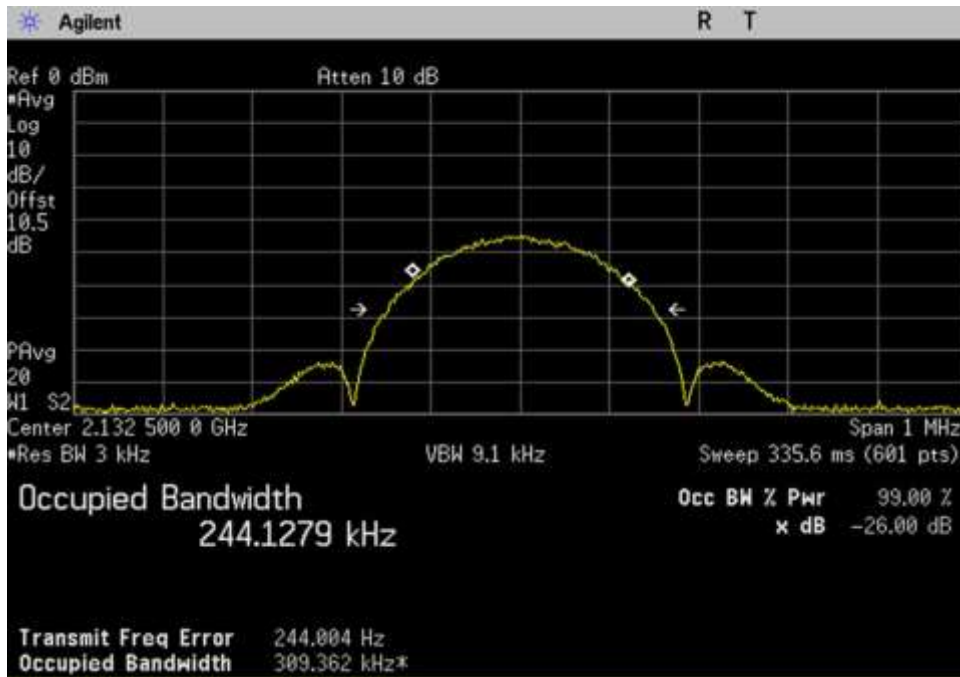 Agilent R T
Ref 0 dBm Atten 10 dB
*Avg
Log
10
dB/
Offst
10.5
dB
PAvg
20
W1 S2
Center 2.132 500 0 GHz Span 1 MHz
*Res BW 3 kHz VBW 9.1 kHz Sweep 335.6 ms (601 pts)
Occupied Bandwidth Occ BW % Pwr 99.00 %
244.1279 kHz x dB -26.00 dB
Transmit Freq Error 244.004 Hz
Occupied Bandwidth 309.362 kHz*